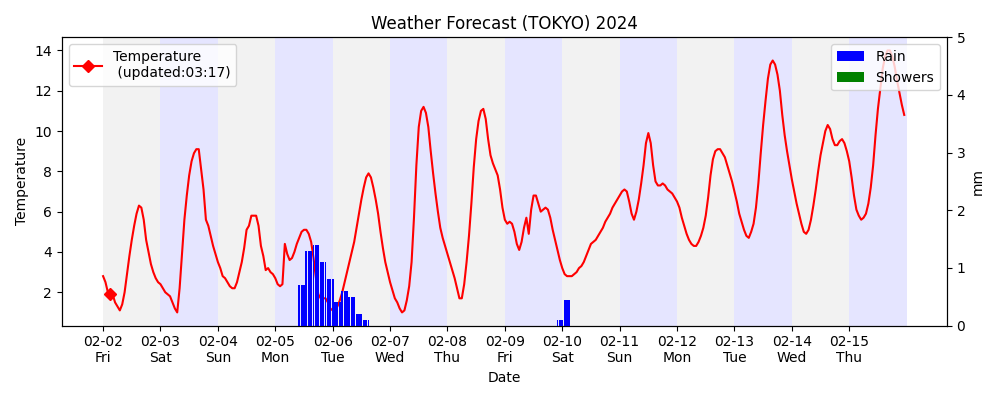 Weather Forecast (TOKYO) 2024
Temperature
(updated:03:17)
Rain
Showers
14
12
10
8
6
4
2
Temperature
5
4
3
2
1
0
mm
02-02 02-03 02-04 02-05 02-06 02-07 02-08 02-09 02-10 02-11 02-12 02-13 02-14 02-15
Fri Sat Sun Mon Tue Wed Thu Fri Sat Sun Mon Tue Wed Thu
Date